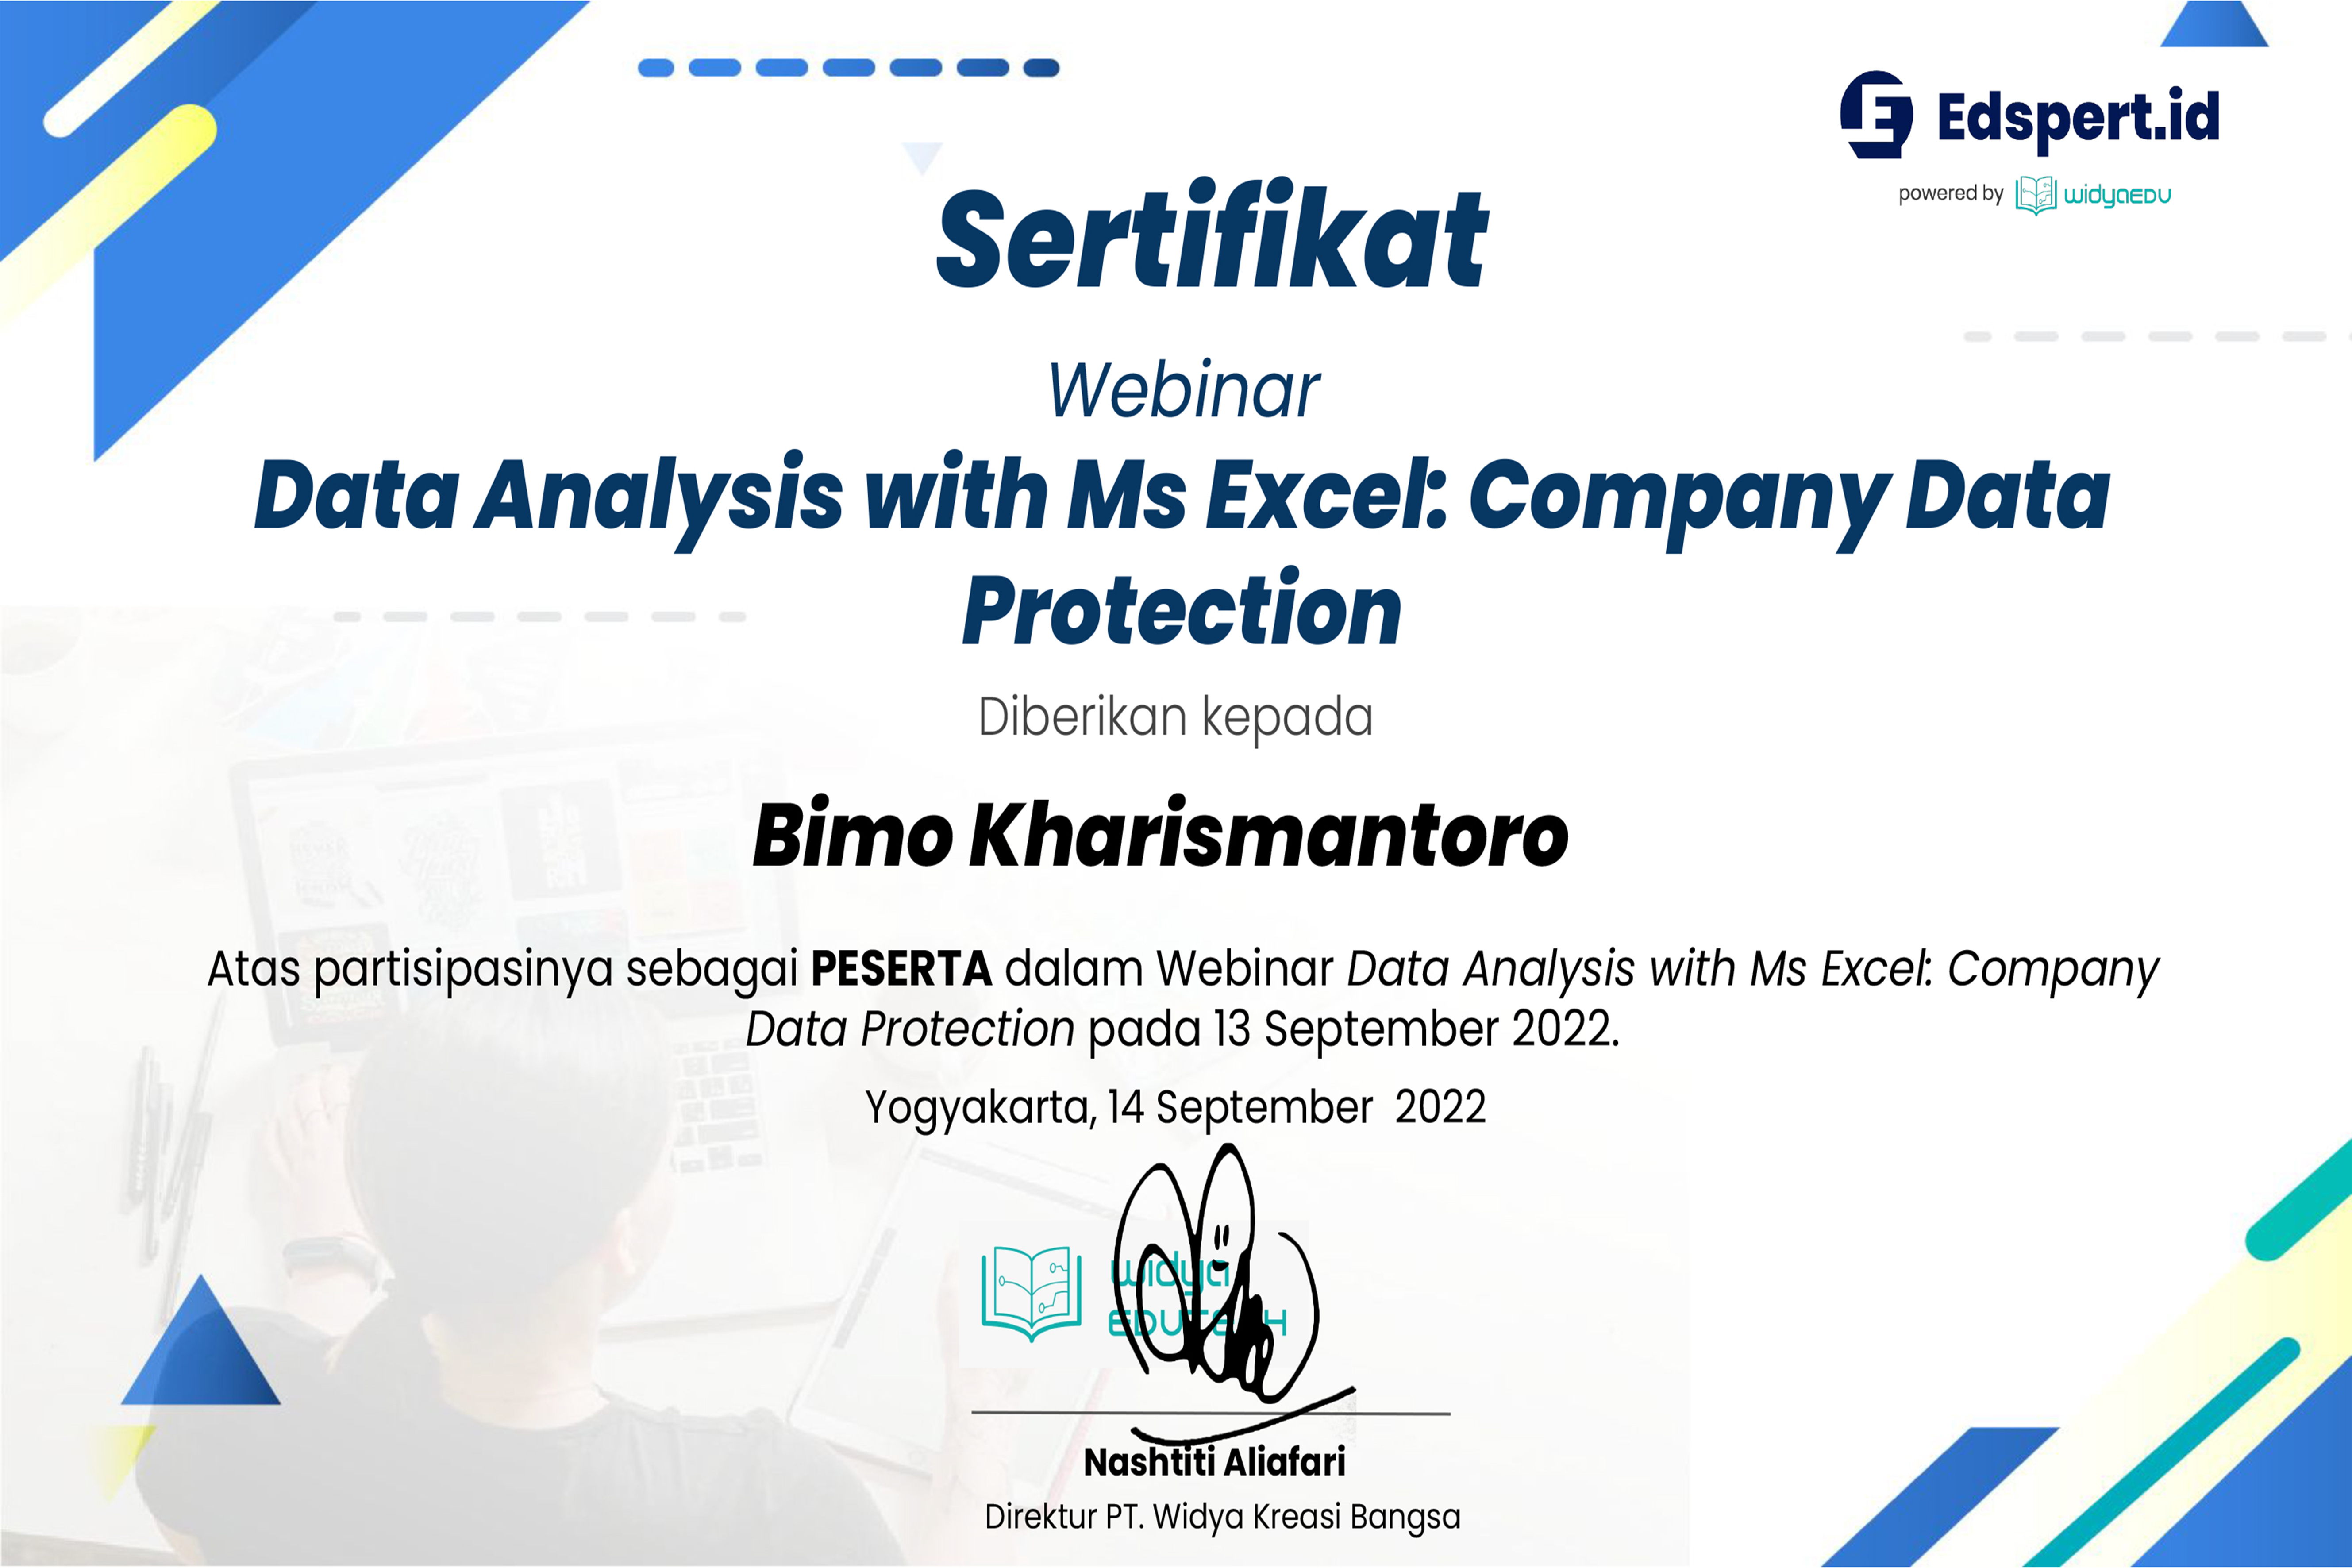 Edspert.id
powered by widyaEDU
Sertifikat
Webinar
Data Analysis with Ms Excel: Company Data
Protection
Diberikan kepada
Bimo Kharismantoro
Atas partisipasinya sebagai PESERTA dalam Webinar Data Analysis with Ms Excel: Company
Data Protection pada 13 September 2022.
Yogyakarta, 14 September 2022
widya
EDUTECH
Nashtiti Aliafari
Direktur PT. Widya Kreasi Bangsa